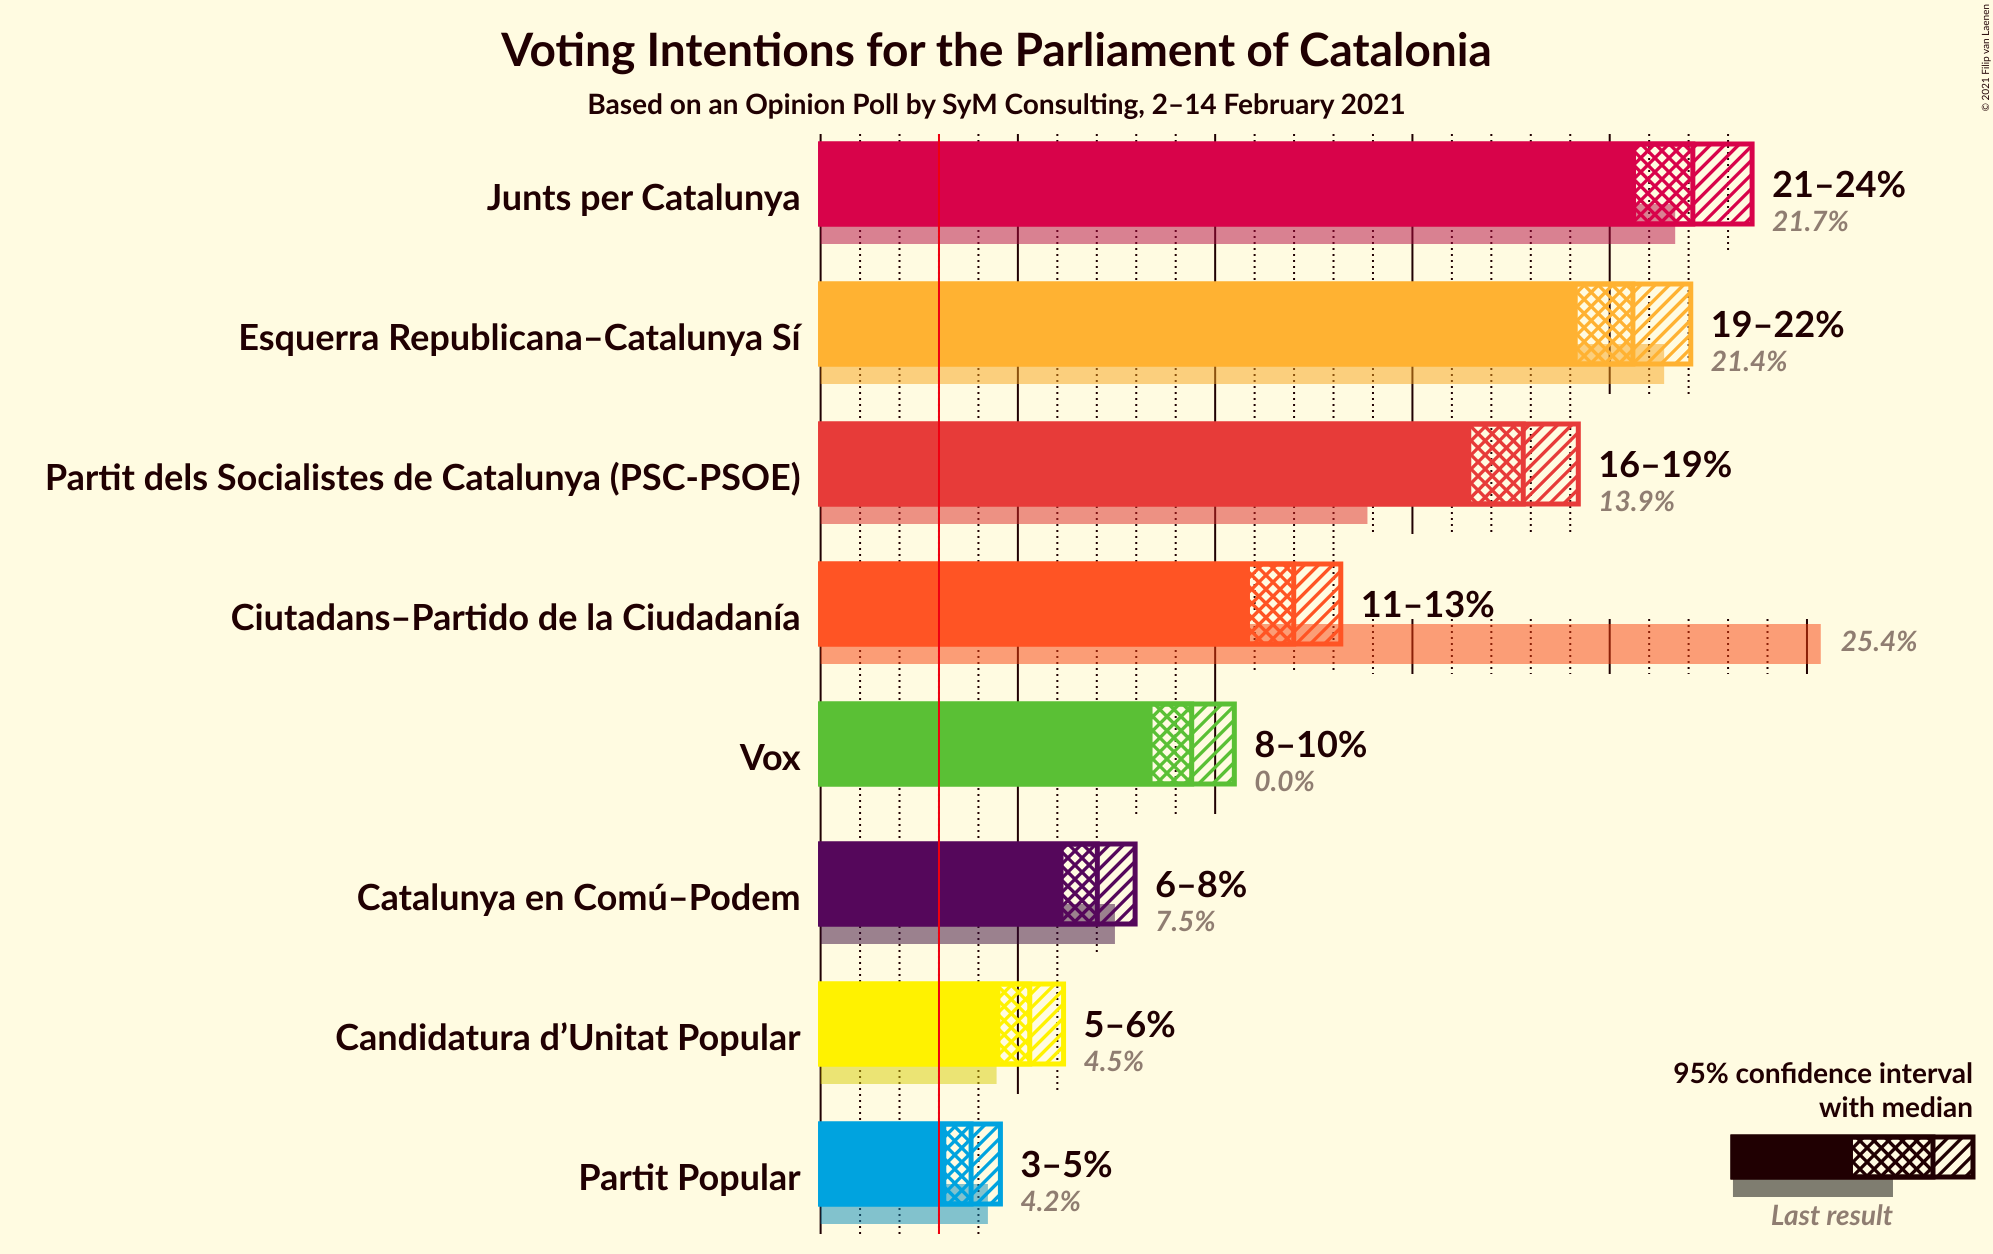 Voting Intentions for the Parliament of Catalonia
Based on an Opinion Poll by SyM Consulting, 2–14 February 2021
© 2021 Filip van Laenen
Junts per Catalunya
21–24%
21.7%
Esquerra Republicana–Catalunya Sí
19–22%
21.4%
Partit dels Socialistes de Catalunya (PSC-PSOE)
16–19%
13.9%
Ciutadans–Partido de la Ciudadanía
11–13%
25.4%
Vox
8–10%
0.0%
Catalunya en Comú–Podem
6–8%
7.5%
Candidatura d’Unitat Popular
5–6%
4.5%
Partit Popular
3–5%
4.2%
95% confidence interval
with median
Last result